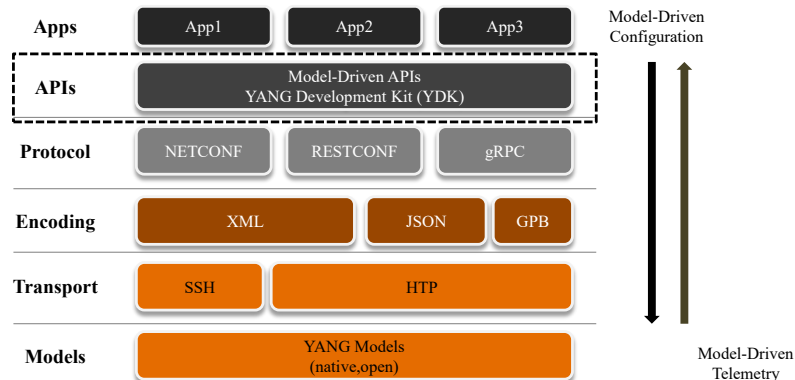 Apps
App1
App2
App3
Model-Driven
Configuration
APIs
Model-Driven APIs
YANG Development Kit (YDK)
Protocol
NETCONF
RESTCONF
gRPC
Encoding
XML
JSON
GPB
Transport
SSH
HTP
Models
YANG Models
(native,open)
Model-Driven
Telemetry